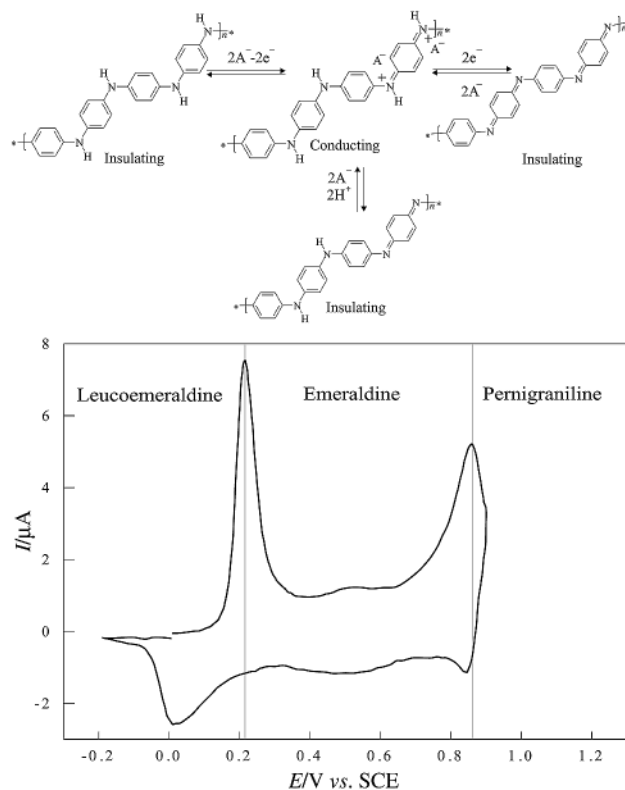 H
N
]n*
2A⁻-2e⁻
H
N
N
H
N
H
*-[
N
H
Insulating
H
N
+
]n*
A⁻
A⁻
H
N
+
N
H
N
H
*-[
Conducting
2e⁻
2A⁻
N
]n*
N
N
N
*-[
Insulating
2A⁻
2H⁺
N
]n*
H
N
N
N
H
*-[
Insulating
8
6
4
2
0
-2
I/μA
Leucoemeraldine
Emeraldine
Pernigraniline
-0.2
0.0
0.2
0.4
0.6
0.8
1.0
1.2
E/V vs. SCE